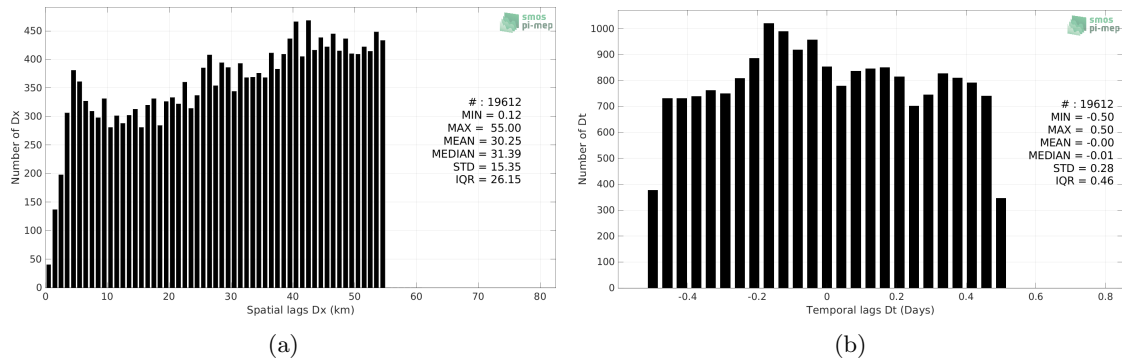 450
400
350
300
250
200
150
100
50
0
Number of Dx
smos
pi-mep
# : 19612
MIN = 0.12
MAX = 55.00
MEAN = 30.25
MEDIAN = 31.39
STD = 15.35
IQR = 26.15
0 10 20 30 40 50 60 70 80
Spatial lags Dx (km)
(a)
1000
900
800
700
600
500
400
300
200
100
0
Number of Dt
smos
pi-mep
# : 19612
MIN = -0.50
MAX = 0.50
MEAN = -0.00
MEDIAN = -0.01
STD = 0.28
IQR = 0.46
-0.4 -0.2 0 0.2 0.4 0.6 0.8
Temporal lags Dt (Days)
(b)